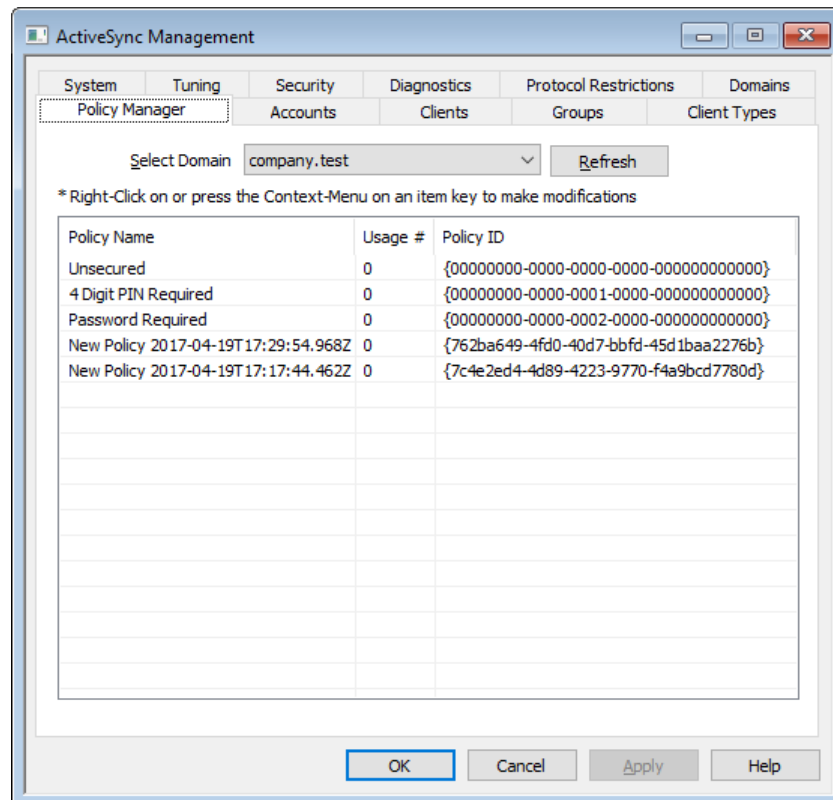 ActiveSync Management
System Tuning Security Diagnostics Protocol Restrictions Domains
Policy Manager Accounts Clients Groups Client Types
Select Domain company.test Refresh
* Right-Click on or press the Context-Menu on an item key to make modifications
Policy Name Usage # Policy ID
Unsecured 0 {00000000-0000-0000-0000-000000000000}
4 Digit PIN Required 0 {00000000-0000-0001-0000-000000000000}
Password Required 0 {00000000-0000-0002-0000-000000000000}
New Policy 2017-04-19T17:29:54.968Z 0 {762ba649-4fd0-40d7-bbfd-45d1baa2276b}
New Policy 2017-04-19T17:17:44.462Z 0 {7c4e2ed4-4d89-4223-9770-f4a9bcd7780d}
OK Cancel Apply Help